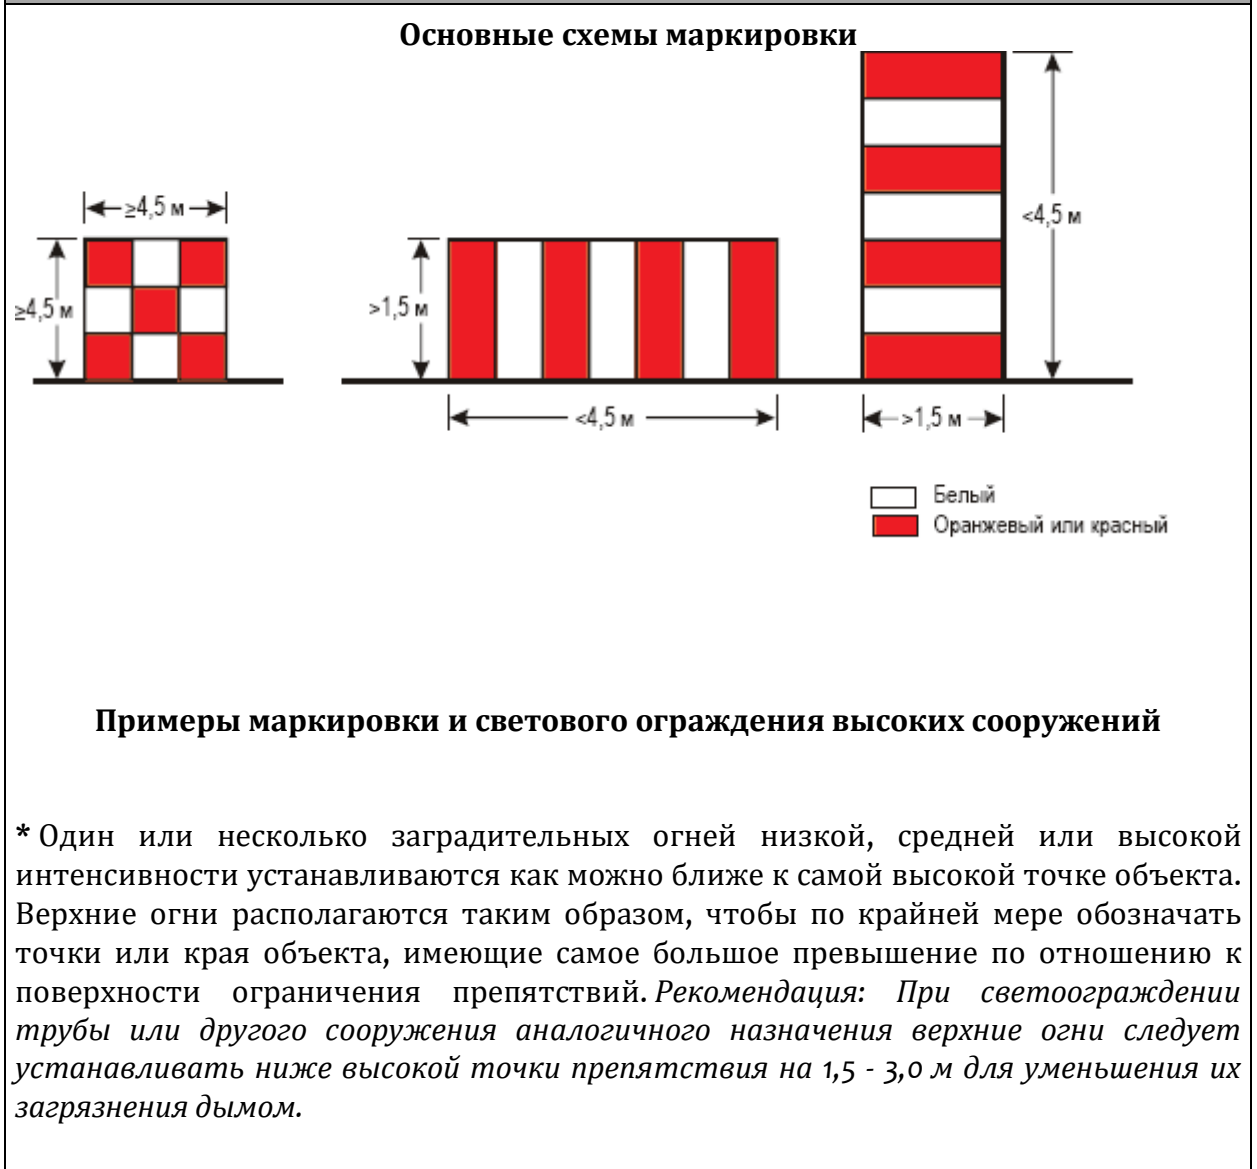 Основные схемы маркировки
≥4,5 м
≥4,5 м
>1,5 м
<4,5 м
<4,5 м
>1,5 м
Белый
Оранжевый или красный
Примеры маркировки и светового ограждения высоких сооружений
* Один или несколько заградительных огней низкой, средней или высокой
интенсивности устанавливаются как можно ближе к самой высокой точке объекта.
Верхние огни располагаются таким образом, чтобы по крайней мере обозначать
точки или края объекта, имеющие самое большое превышение по отношению к
поверхности ограничения препятствий. Рекомендация: При светоограждении
трубы или другого сооружения аналогичного назначения верхние огни следует
устанавливать ниже высокой точки препятствия на 1,5 - 3,0 м для уменьшения их
загрязнения дымом.